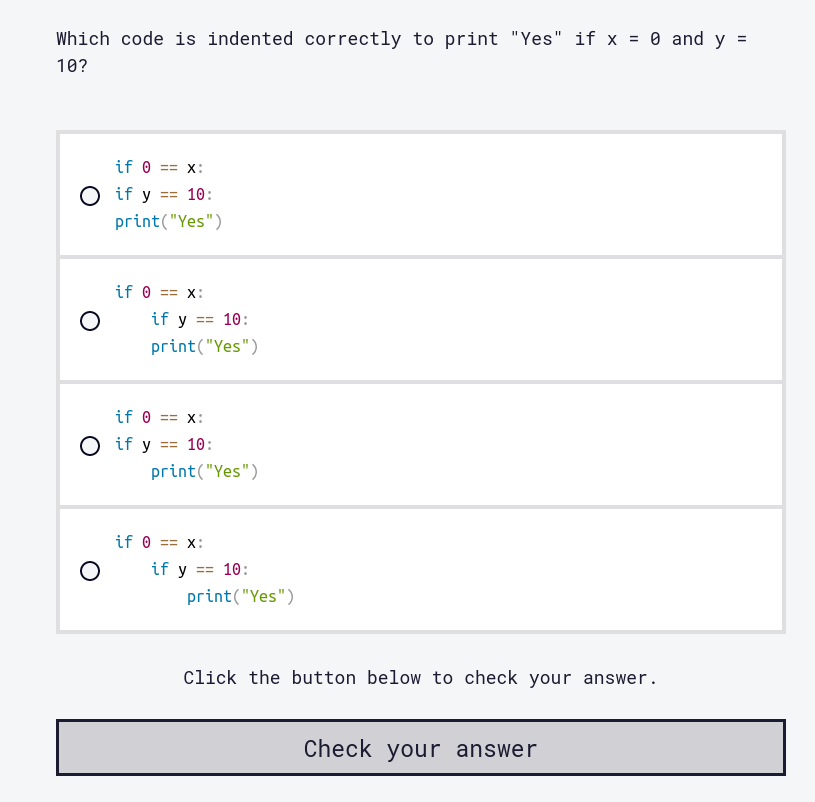 Which code is indented correctly to print "Yes" if x = 0 and y =
10?
if 0 == x:
if y == 10:
print("Yes")
if 0 == x:
    if y == 10:
    print("Yes")
if 0 == x:
if y == 10:
    print("Yes")
if 0 == x:
    if y == 10:
        print("Yes")
Click the button below to check your answer.
Check your answer